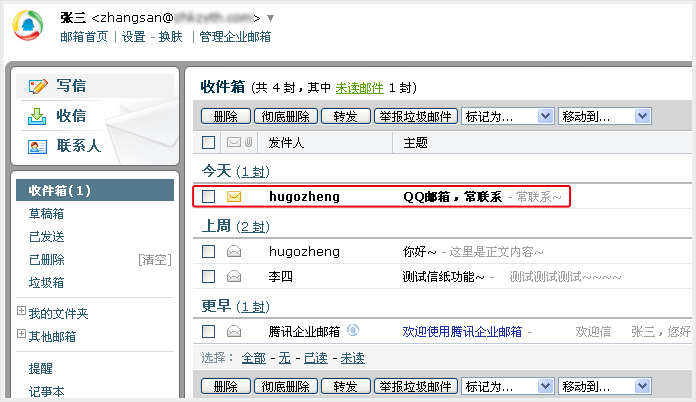 张三 <zhangsan@
邮箱首页 | 设置 - 换肤 | 管理企业邮箱
写信
收信
联系人
收件箱(1)
草稿箱
已发送
已删除 [清空]
垃圾箱
我的文件夹
其他邮箱
提醒
记事本
收件箱 (共 4 封，其中 未读邮件 1 封)
删除 彻底删除 转发 举报垃圾邮件 标记为... 移动到...
发件人 主题
今天 (1 封)
hugozheng QQ邮箱，常联系 - 常联系~
上周 (2 封)
hugozheng 你好~ - 这里是正文内容~
李四 测试信纸功能~ - 测试测试测试~~~~
更早 (1 封)
腾讯企业邮箱 欢迎使用腾讯企业邮箱 - 欢迎信 张三，您好
选择： 全部 - 无 - 已读 - 未读
删除 彻底删除 转发 举报垃圾邮件 标记为... 移动到...